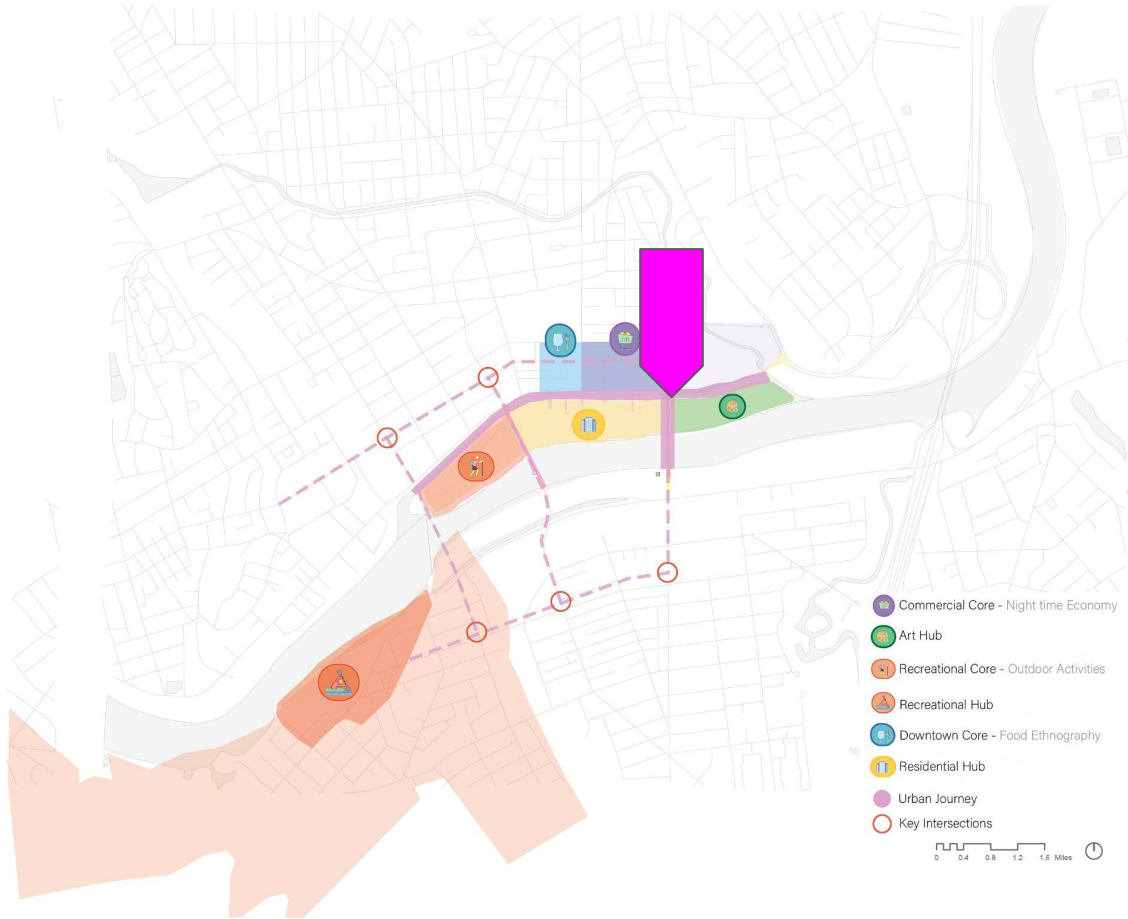 Commercial Core - Night time Economy
Art Hub
Recreational Core - Outdoor Activities
Recreational Hub
Downtown Core - Food Ethnography
Residential Hub
Urban Journey
Key Intersections
0 0.4 0.8 1.2 1.6 Miles